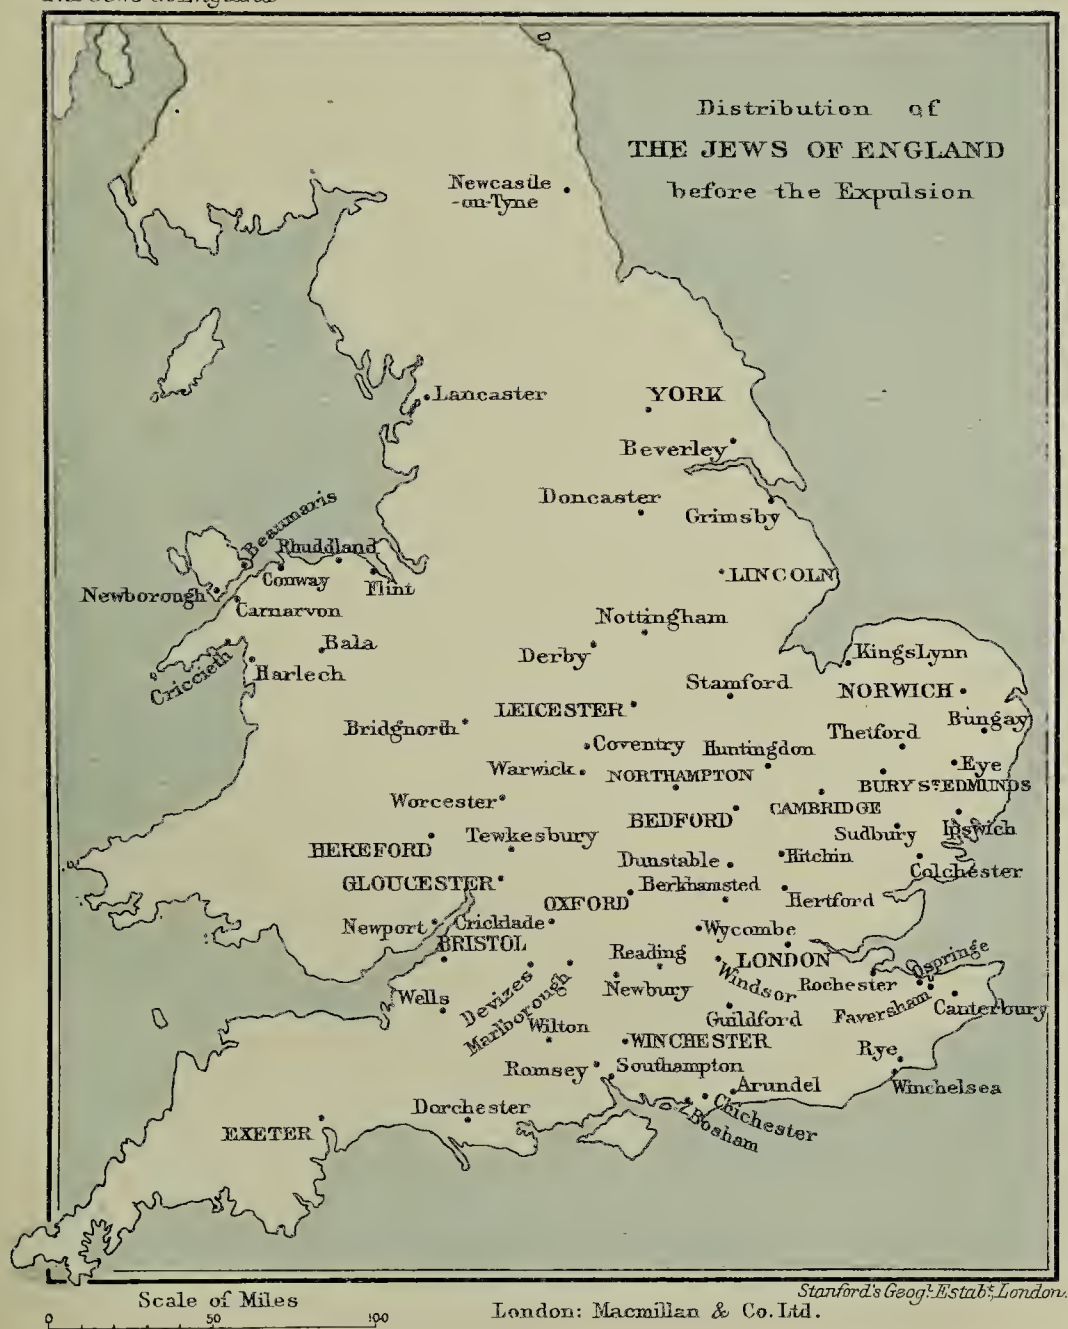 Distribution of
THE JEWS OF ENGLAND
before the Expulsion
Newcastle
-on-Tyne
Lancaster
YORK
Beverley
Doncaster
Grimsby
Beaumaris
Rhuddland
Conway
Flint
Newborough
Carnarvon
LINCOLN
Nottingham
Derby
Bala
Criccieth
Harlech
KingsLynn
Stamford
NORWICH
LEICESTER
Bridgnorth
Bungay
Thetford
Coventry
Huntingdon
Warwick
NORTHAMPTON
Eye
BURY ST EDMUNDS
Worcester
CAMBRIDGE
BEDFORD
Sudbury
Ipswich
HEREFORD
Tewkesbury
Dunstable
Hitchin
Colchester
GLOUCESTER
Berkhamsted
Hertford
OXFORD
Newport
Cricklade
Wycombe
BRISTOL
Reading
LONDON
Ospringe
Windsor
Rochester
Newbury
Wells
Devizes
Marlborough
Faversham
Canterbury
Guildford
Wilton
WINCHESTER
Rye
Romsey
Southampton
Arundel
Winchelsea
Dorchester
Chichester
Bosham
EXETER
Stanford's Geogl. Estabt., London.
Scale of Miles
London: Macmillan & Co. Ltd.
0 50 100